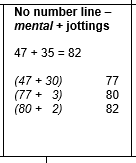 No number line –
mental + jottings
47 + 35 = 82
(47 + 30) 77
(77 + 3) 80
(80 + 2) 82